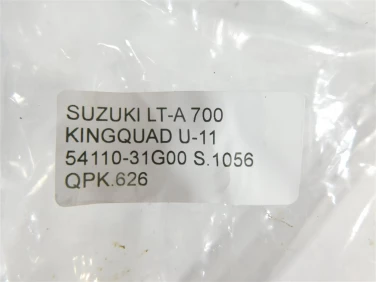 SUZUKI LT-A 700
KINGQUAD U-11
54110-31G00 S.1056
QPK.626